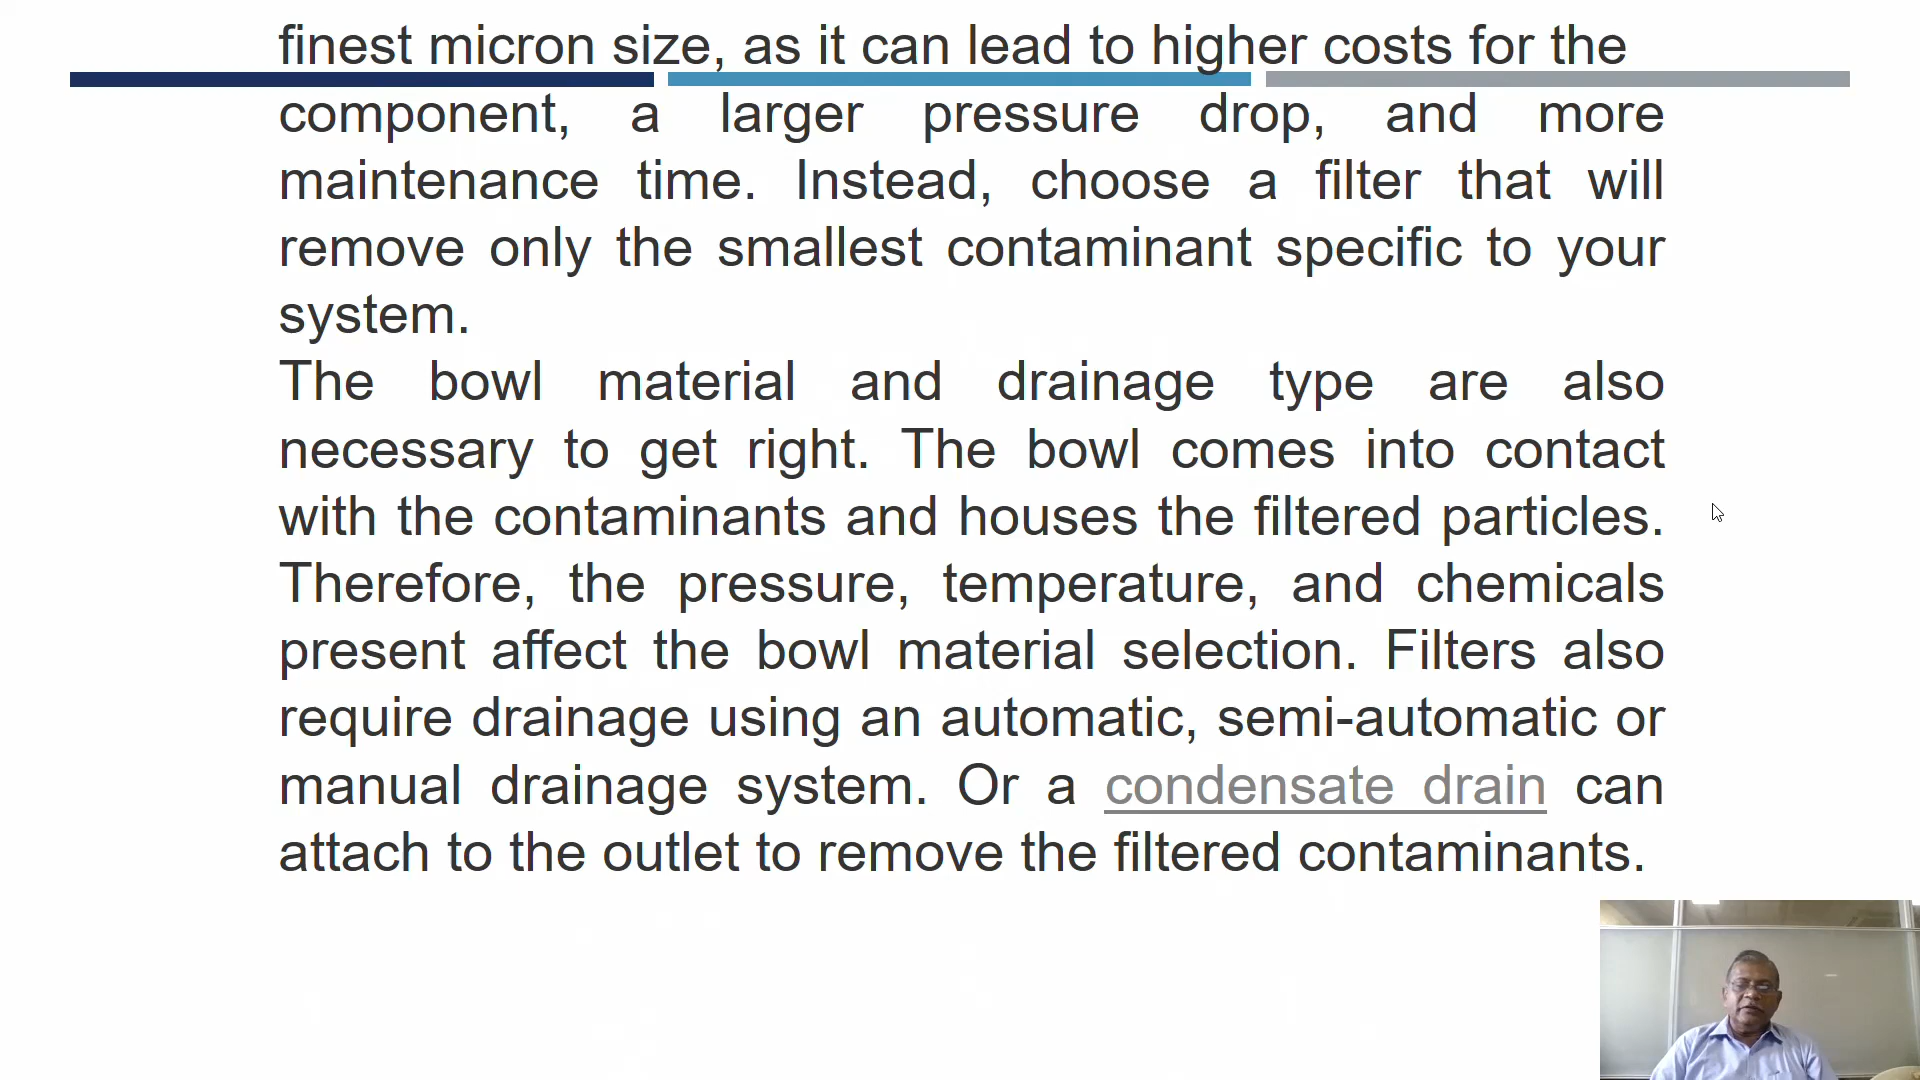 finest micron size, as it can lead to higher costs for the
component, a larger pressure drop, and more
maintenance time. Instead, choose a filter that will
remove only the smallest contaminant specific to your
system.
The bowl material and drainage type are also
necessary to get right. The bowl comes into contact
with the contaminants and houses the filtered particles.
Therefore, the pressure, temperature, and chemicals
present affect the bowl material selection. Filters also
require drainage using an automatic, semi-automatic or
manual drainage system. Or a condensate drain can
attach to the outlet to remove the filtered contaminants.